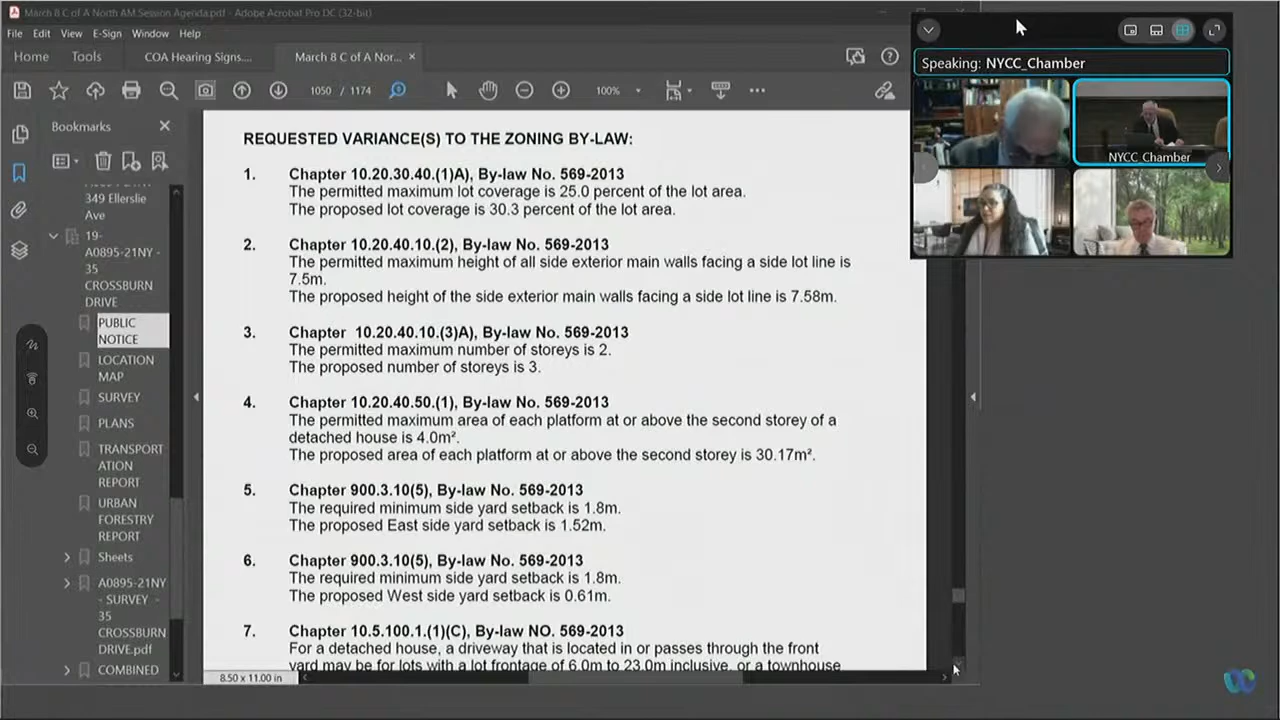 March 8 C of A North AM Session Agenda.pdf - Adobe Acrobat Pro DC (32-bit)
File Edit View E-Sign Window Help
Home Tools COA Hearing Signs.... March 8 C of A Nor... ×
1050 / 1174 100%
Speaking: NYCC_Chamber
NYCC_Chamber
Bookmarks
349 Ellerslie
Ave
19-
A0895-21NY -
35
CROSSBURN
DRIVE
PUBLIC
NOTICE
LOCATION
MAP
SURVEY
PLANS
TRANSPORT
ATION
REPORT
URBAN
FORESTRY
REPORT
Sheets
A0895-21NY
- SURVEY -
35
CROSSBURN
DRIVE.pdf
COMBINED
REQUESTED VARIANCE(S) TO THE ZONING BY-LAW:
1. Chapter 10.20.30.40.(1)A), By-law No. 569-2013
The permitted maximum lot coverage is 25.0 percent of the lot area.
The proposed lot coverage is 30.3 percent of the lot area.
2. Chapter 10.20.40.10.(2), By-law No. 569-2013
The permitted maximum height of all side exterior main walls facing a side lot line is
7.5m.
The proposed height of the side exterior main walls facing a side lot line is 7.58m.
3. Chapter 10.20.40.10.(3)A), By-law No. 569-2013
The permitted maximum number of storeys is 2.
The proposed number of storeys is 3.
4. Chapter 10.20.40.50.(1), By-law No. 569-2013
The permitted maximum area of each platform at or above the second storey of a
detached house is 4.0m².
The proposed area of each platform at or above the second storey is 30.17m².
5. Chapter 900.3.10(5), By-law No. 569-2013
The required minimum side yard setback is 1.8m.
The proposed East side yard setback is 1.52m.
6. Chapter 900.3.10(5), By-law No. 569-2013
The required minimum side yard setback is 1.8m.
The proposed West side yard setback is 0.61m.
7. Chapter 10.5.100.1.(1)(C), By-law NO. 569-2013
For a detached house, a driveway that is located in or passes through the front
yard may be for lots with a lot frontage of 6.0m to 23.0m inclusive, or a townhouse
8.50 x 11.00 in